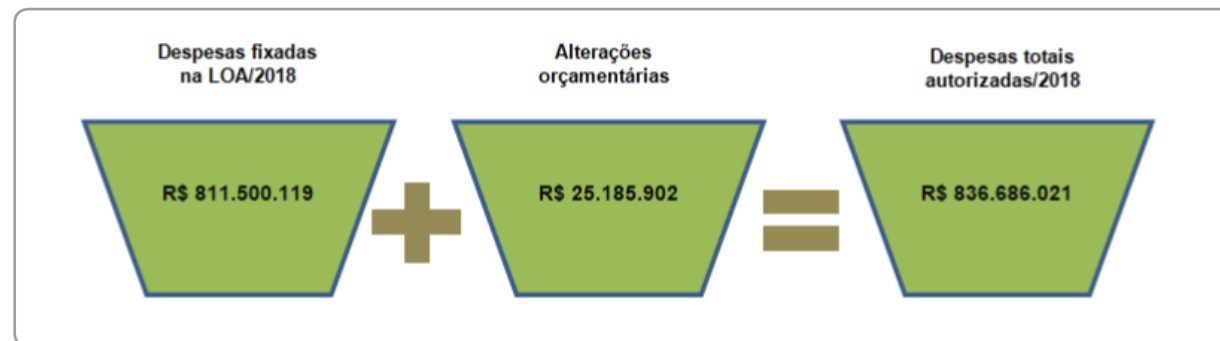 Despesas fixadas
na LOA/2018
R$ 811.500.119
Alterações
orçamentárias
R$ 25.185.902
Despesas totais
autorizadas/2018
R$ 836.686.021